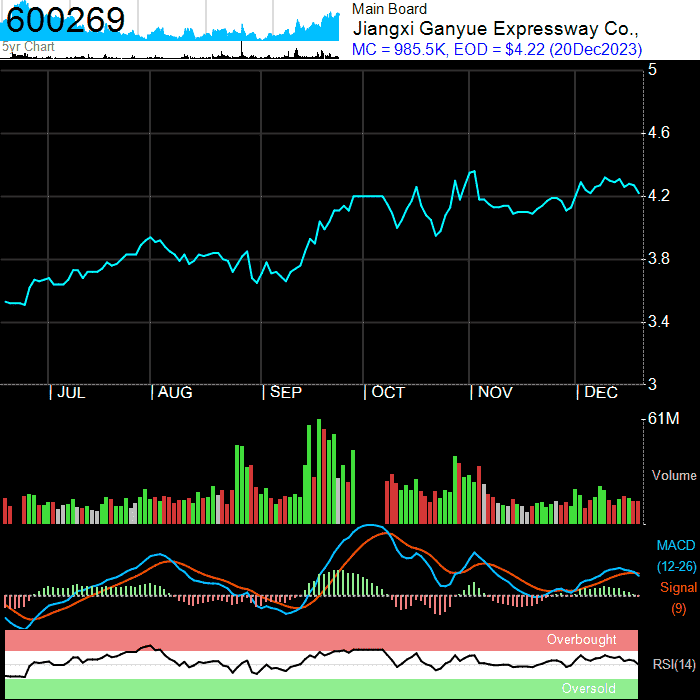 600269
5yr Chart
Main Board
Jiangxi Ganyue Expressway Co.,
MC = 985.5K, EOD = $4.22 (20Dec2023)
5
4.6
4.2
3.8
3.4
3
JUL
AUG
SEP
OCT
NOV
DEC
61M
Volume
MACD
(12-26)
Signal
(9)
Overbought
RSI(14)
Oversold